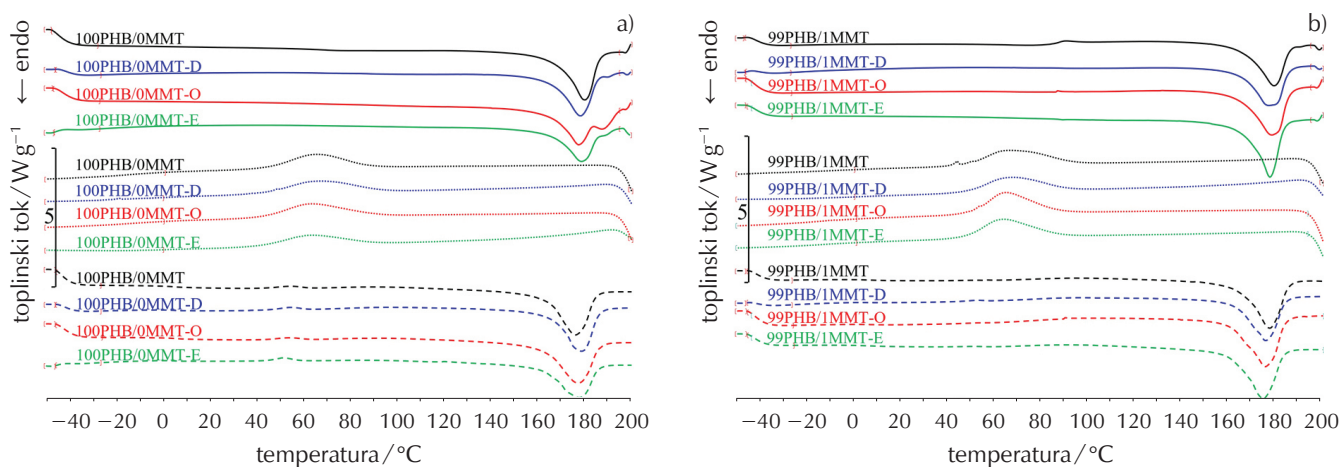 a)
← endo
toplinski tok / Wg⁻¹
5
100PHB/0MMT
100PHB/0MMT-D
100PHB/0MMT-O
100PHB/0MMT-E
100PHB/0MMT
100PHB/0MMT-D
100PHB/0MMT-O
100PHB/0MMT-E
100PHB/0MMT
100PHB/0MMT-D
100PHB/0MMT-O
100PHB/0MMT-E
−40 −20 0 20 40 60 80 100 120 140 160 180 200
temperatura / °C
b)
← endo
toplinski tok / Wg⁻¹
5
99PHB/1MMT
99PHB/1MMT-D
99PHB/1MMT-O
99PHB/1MMT-E
99PHB/1MMT
99PHB/1MMT-D
99PHB/1MMT-O
99PHB/1MMT-E
99PHB/1MMT
99PHB/1MMT-D
99PHB/1MMT-O
99PHB/1MMT-E
−40 −20 0 20 40 60 80 100 120 140 160 180 200
temperatura / °C